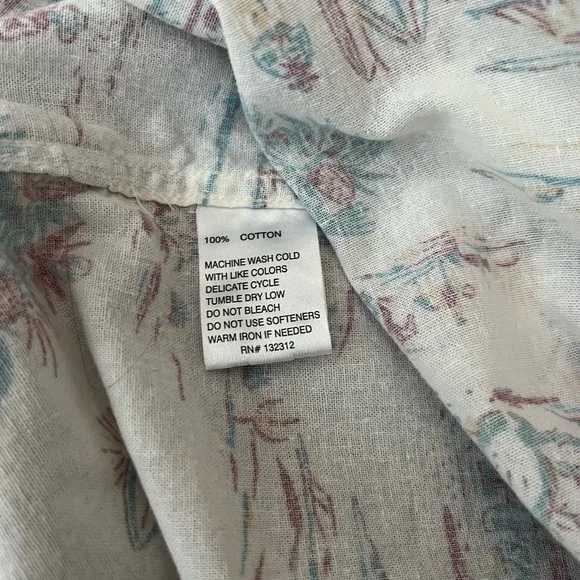 100% COTTON
MACHINE WASH COLD
WITH LIKE COLORS
DELICATE CYCLE
TUMBLE DRY LOW
DO NOT BLEACH
DO NOT USE SOFTENERS
WARM IRON IF NEEDED
RN# 132312